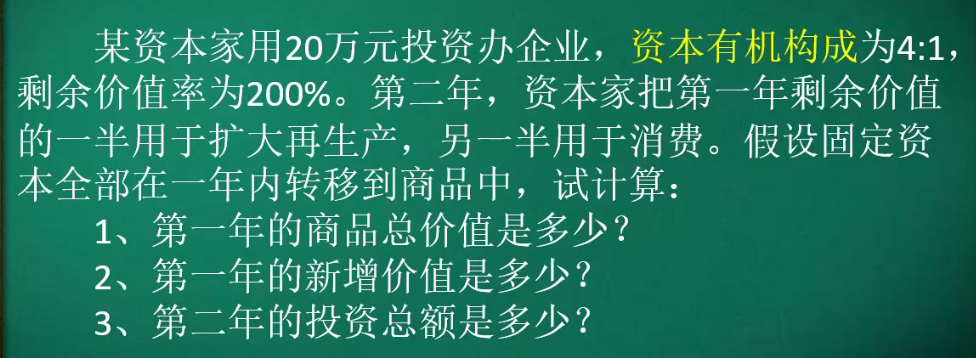 某资本家用20万元投资办企业，资本有机构成为4:1，
剩余价值率为200%。第二年，资本家把第一年剩余价值
的一半用于扩大再生产，另一半用于消费。假设固定资
本全部在一年内转移到商品中，试计算：
1、第一年的商品总价值是多少？
2、第一年的新增价值是多少？
3、第二年的投资总额是多少？